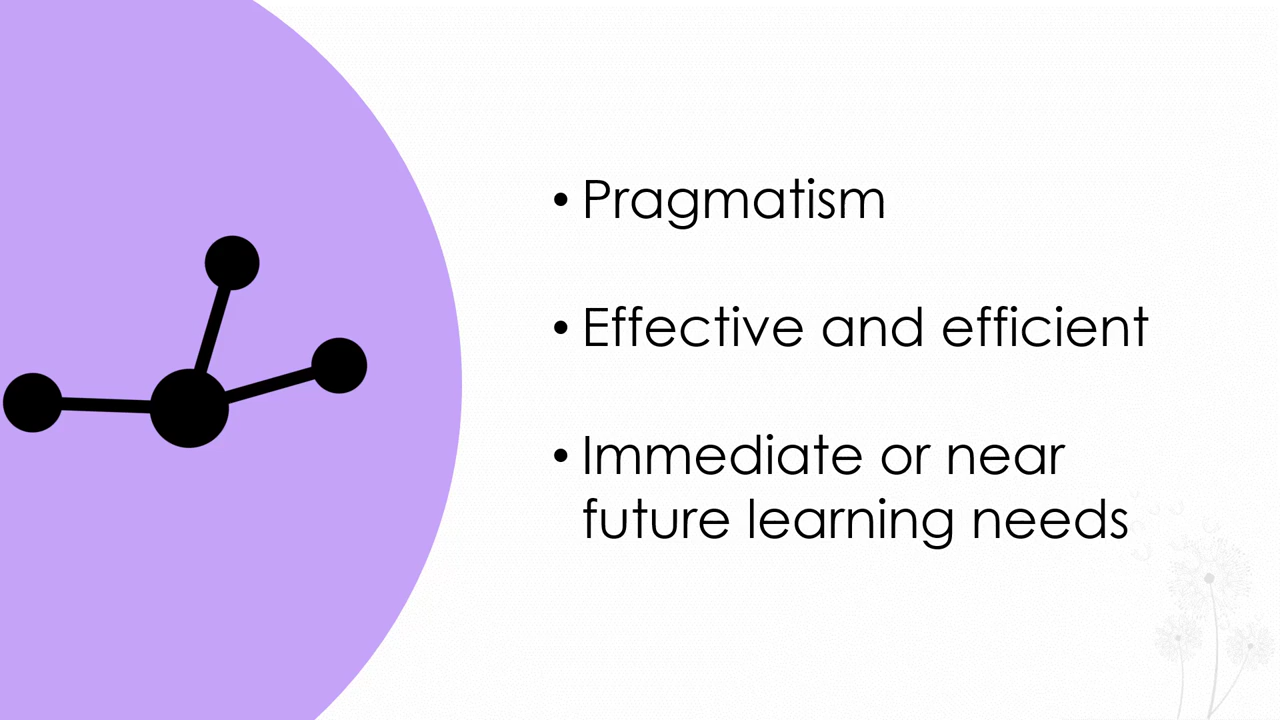 • Pragmatism
• Effective and efficient
• Immediate or near
future learning needs